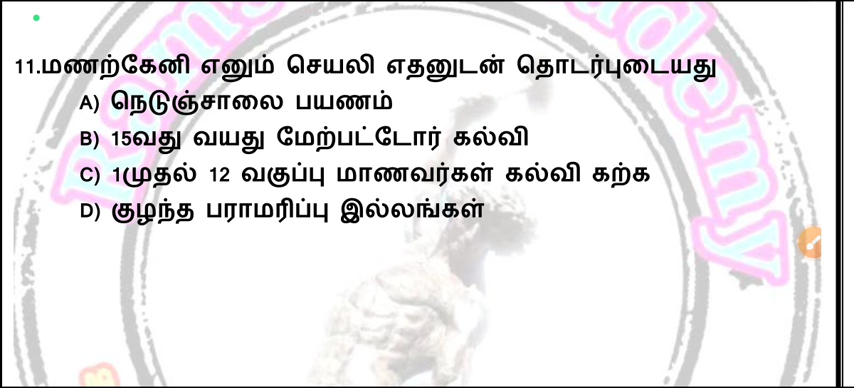 11.மணற்கேனி எனும் செயலி எதனுடன் தொடர்புடையது
A) நெடுஞ்சாலை பயணம்
B) 15வது வயது மேற்பட்டோர் கல்வி
C) 1முதல் 12 வகுப்பு மாணவர்கள் கல்வி கற்க
D) குழந்த பராமரிப்பு இல்லங்கள்